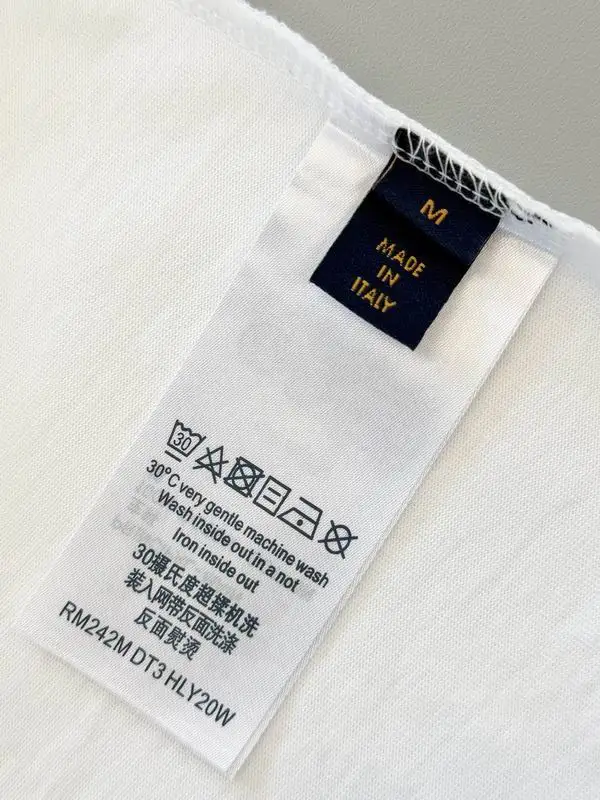 M
MADE
IN
ITALY
30
30°C very gentle machine wash
Wash inside out in a not
Iron inside out
30摄氏度超揉机洗
装入网带反面洗涤
反面熨烫
RM242M DT3 HLY20W